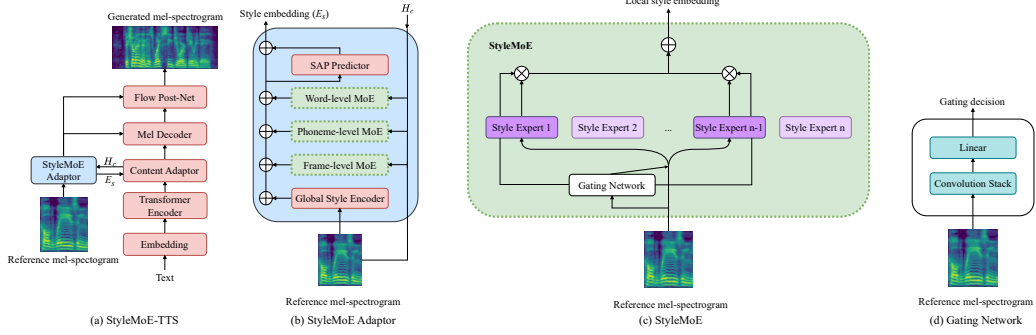 Generated mel-spectrogram
Flow Post-Net
Mel Decoder
StyleMoE
Adaptor
H_c
E_s
Content Adaptor
Transformer
Encoder
Embedding
Reference mel-spectogram
Text
(a) StyleMoE-TTS
Style embedding (E_s)
H_c
SAP Predictor
Word-level MoE
Phoneme-level MoE
Frame-level MoE
Global Style Encoder
Reference mel-spectrogram
(b) StyleMoE Adaptor
Local style embedding
StyleMoE
Style Expert 1
Style Expert 2
...
Style Expert n-1
Style Expert n
Gating Network
Reference mel-spectrogram
(c) StyleMoE
Gating decision
Linear
Convolution Stack
Reference mel-spectrogram
(d) Gating Network